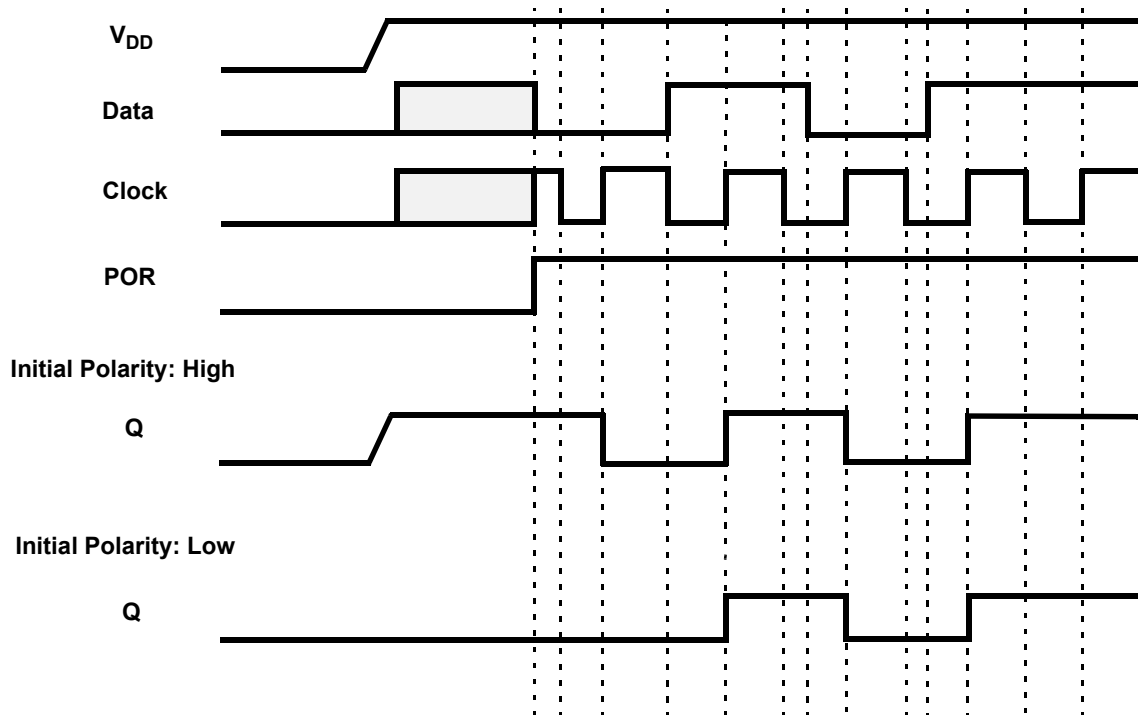 VDD
Data
Clock
POR
Initial Polarity: High
Q
Initial Polarity: Low
Q